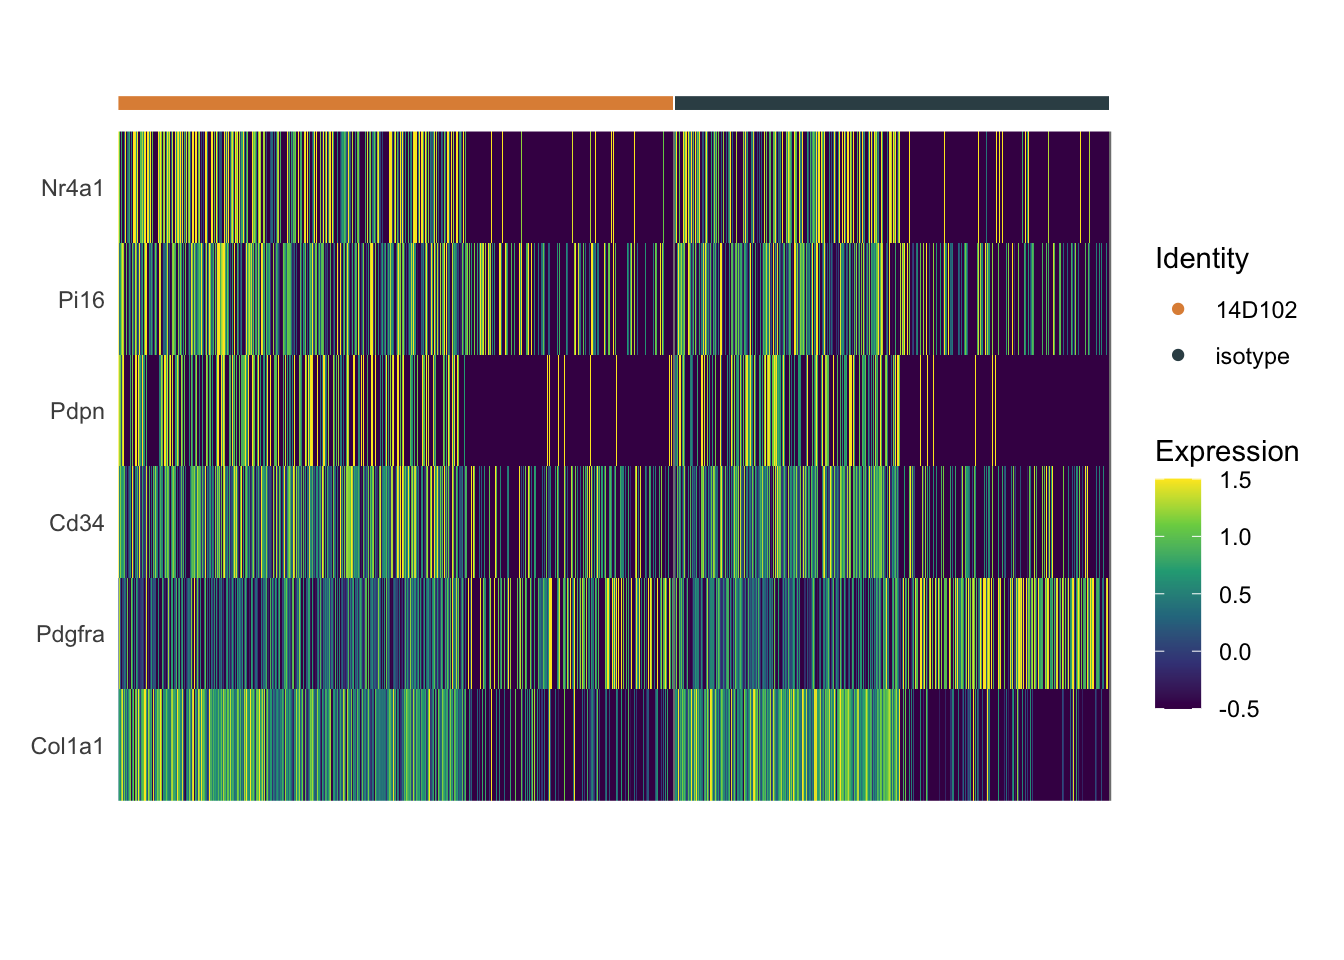 Nr4a1
Pi16
Pdpn
Cd34
Pdgfra
Col1a1
Identity
14D102
isotype
Expression
1.5
1.0
0.5
0.0
-0.5